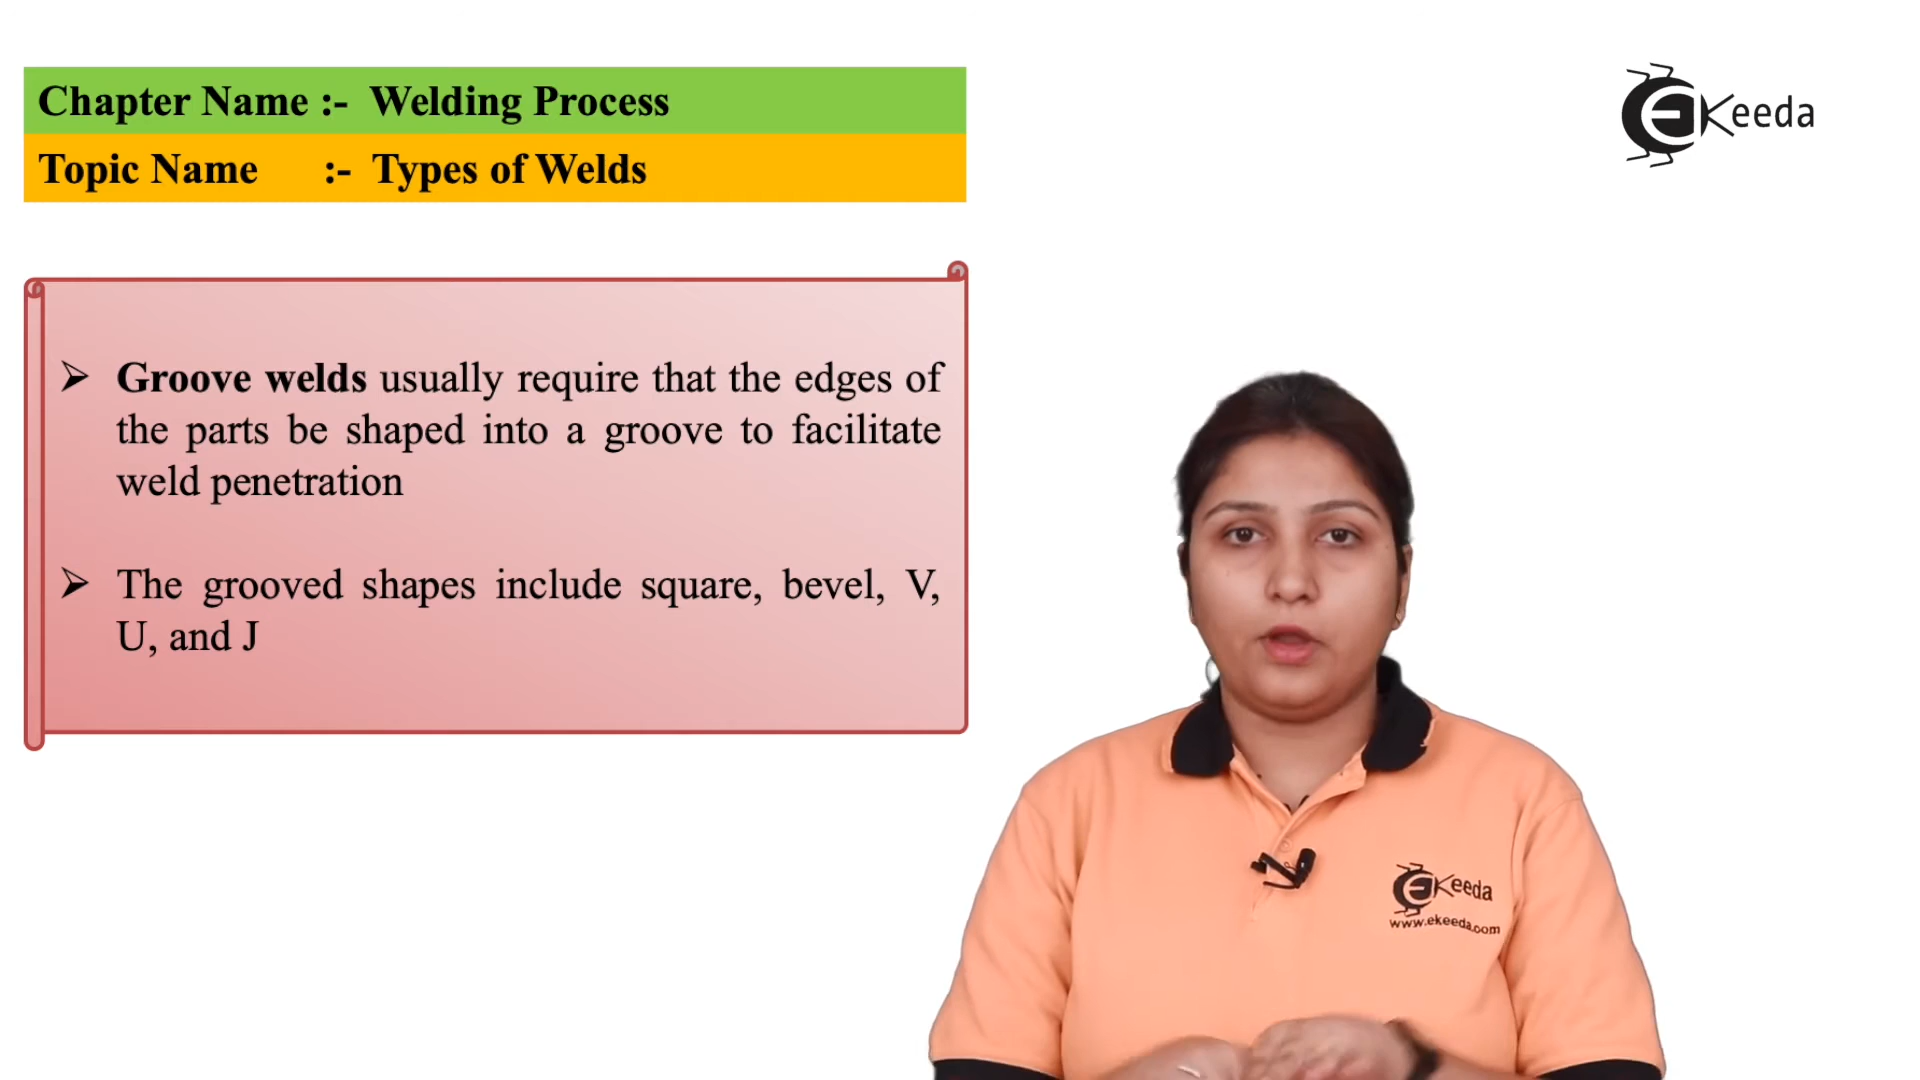 Chapter Name :- Welding Process
Topic Name :- Types of Welds
EKeeda
➢ Groove welds usually require that the edges of
the parts be shaped into a groove to facilitate
weld penetration
➢ The grooved shapes include square, bevel, V,
U, and J
EKeeda
www.ekeeda.com